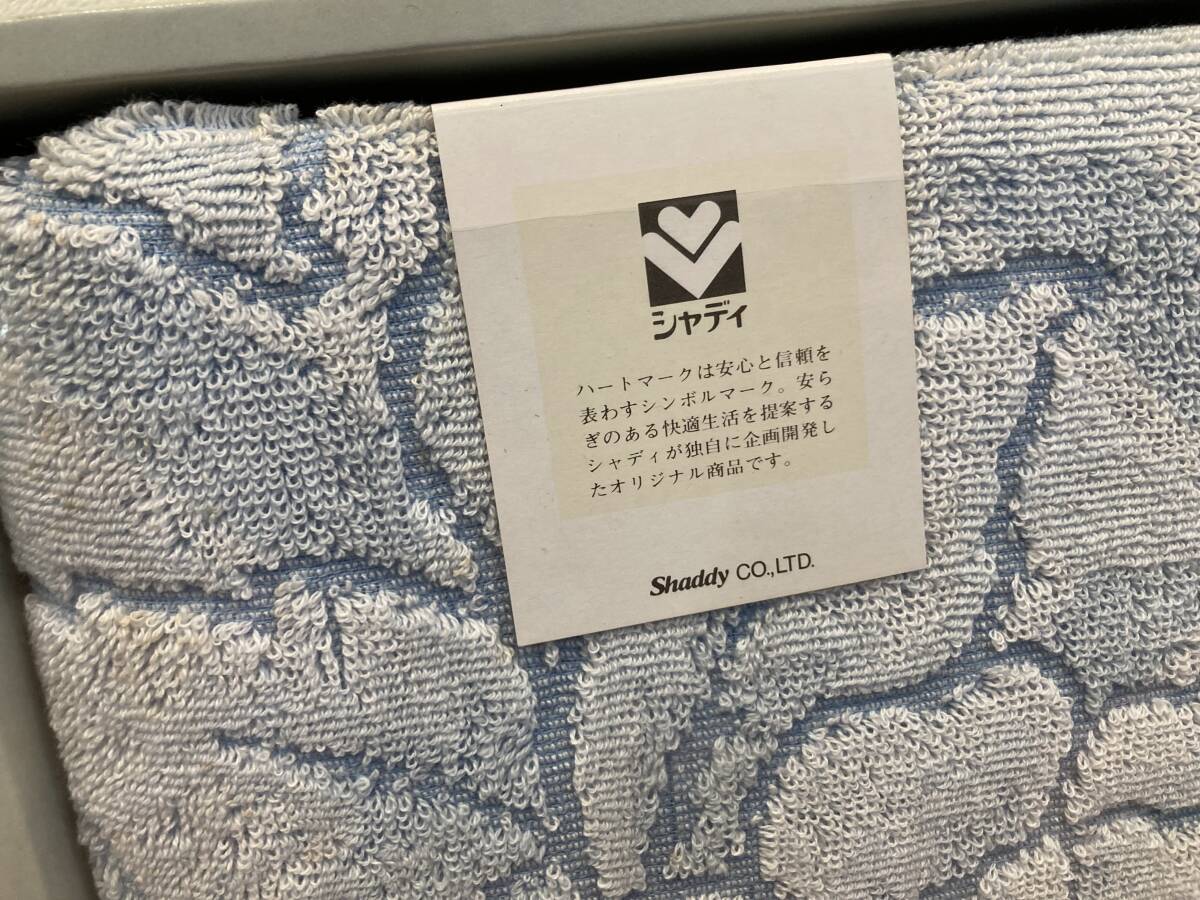 シャディ
ハートマークは安心と信頼を
表わすシンボルマーク。安ら
ぎのある快適生活を提案する
シャディが独自に企画開発し
たオリジナル商品です。
Shaddy CO.,LTD.